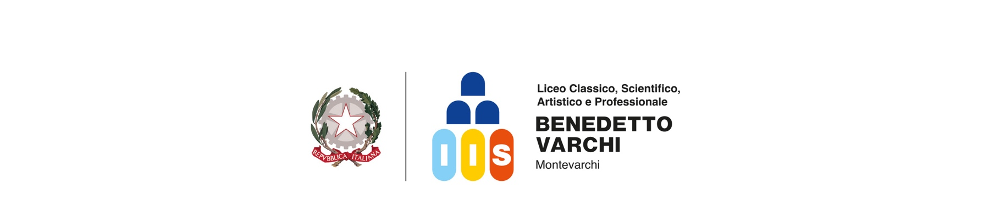 REPVBBLICA ITALIANA
IIS
Liceo Classico, Scientifico,
Artistico e Professionale
BENEDETTO
VARCHI
Montevarchi